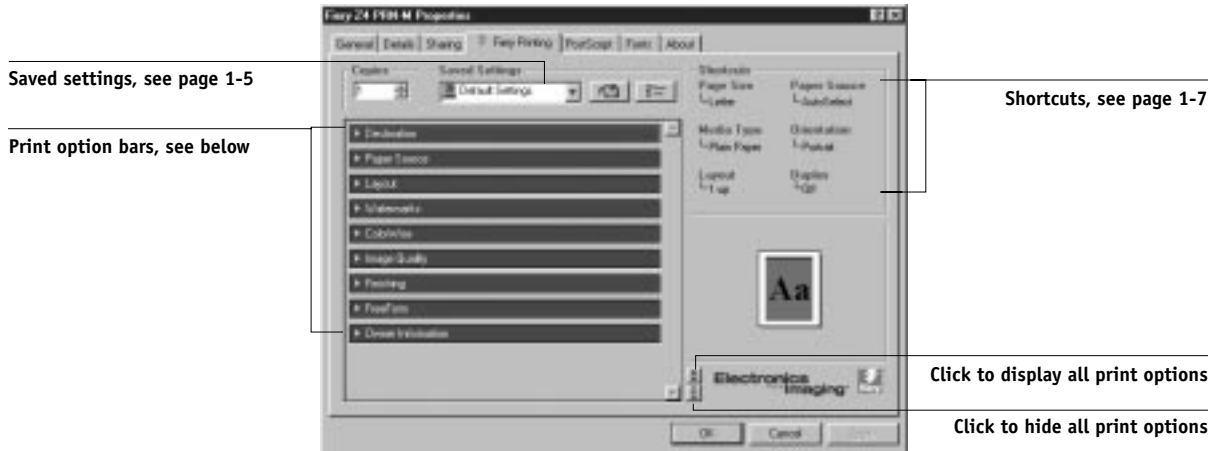 Fiery Z4 PRN-M Properties
General Details Sharing Fiery Printing PostScript Fonts About
Saved settings, see page 1-5
Print option bars, see below
Copies
1
Saved Settings
Default Settings
Destination
Paper Source
Layout
Watermarks
ColorWise
Image Quality
Finishing
FreeForm
Owner Information
Shortcuts
Page Size
Letter
Paper Source
AutoSelect
Media Type
Plain Paper
Orientation
Portrait
Layout
1 up
Duplex
Off
Shortcuts, see page 1-7
Aa
Electronics
Imaging
Click to display all print options
Click to hide all print options
OK Cancel